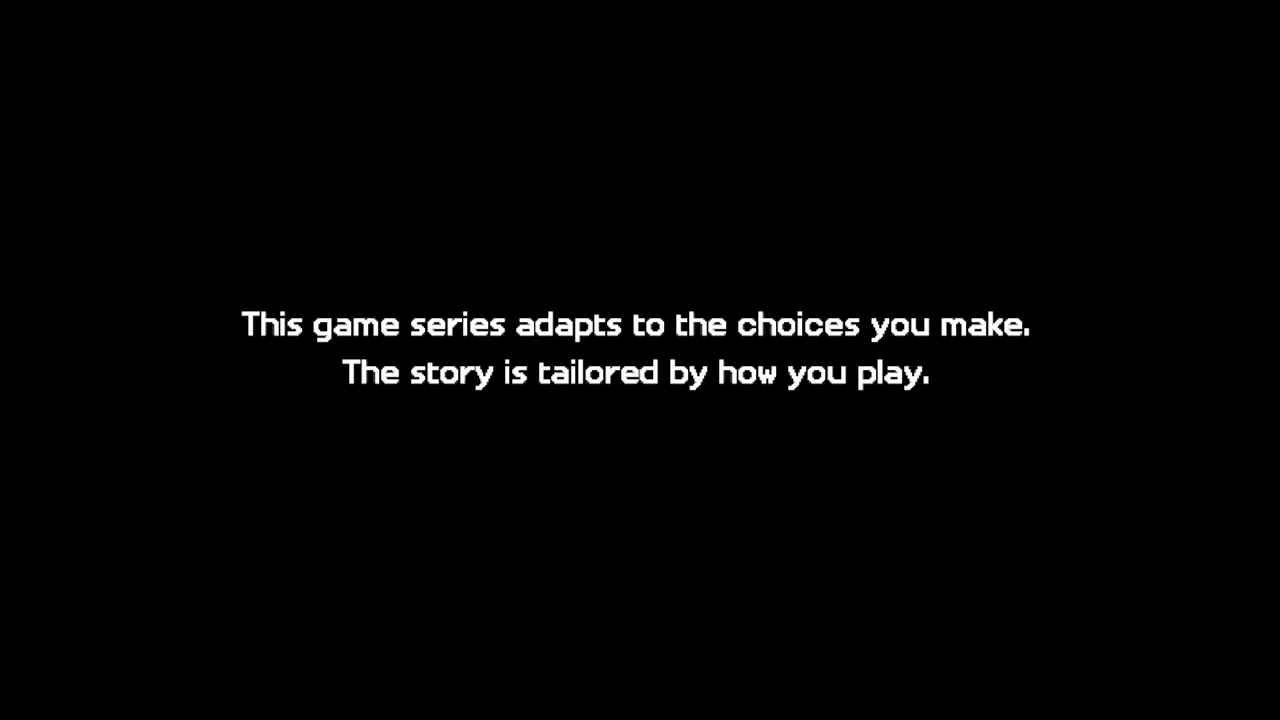 This game series adapts to the choices you make.
The story is tailored by how you play.